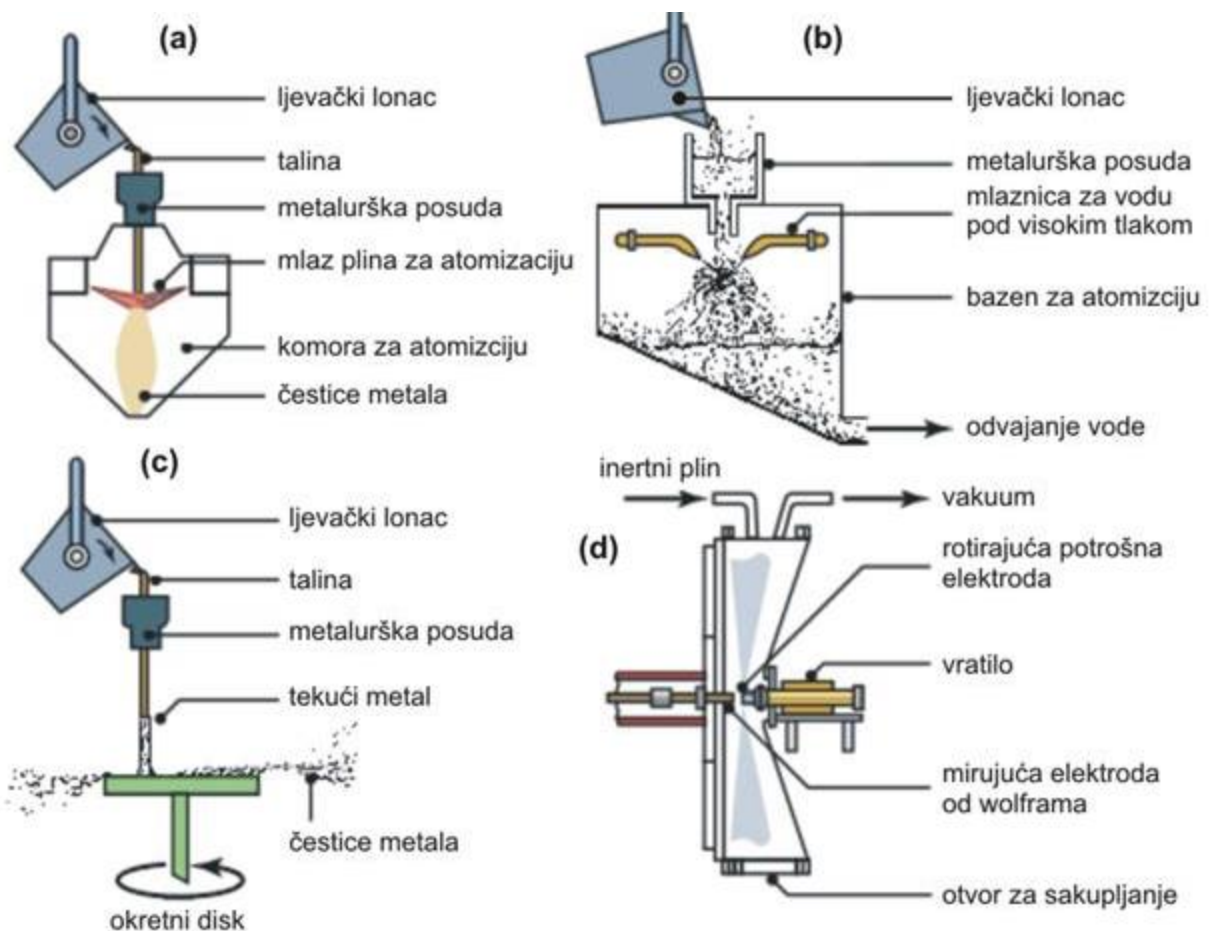 (a)
ljevački lonac
talina
metalurška posuda
mlaz plina za atomizaciju
komora za atomizciju
čestice metala
(b)
ljevački lonac
metalurška posuda
mlaznica za vodu
pod visokim tlakom
bazen za atomizciju
odvajanje vode
(c)
ljevački lonac
talina
metalurška posuda
tekući metal
čestice metala
okretni disk
(d)
inertni plin
vakuum
rotirajuća potrošna
elektroda
vratilo
mirujuća elektroda
od wolframa
otvor za sakupljanje